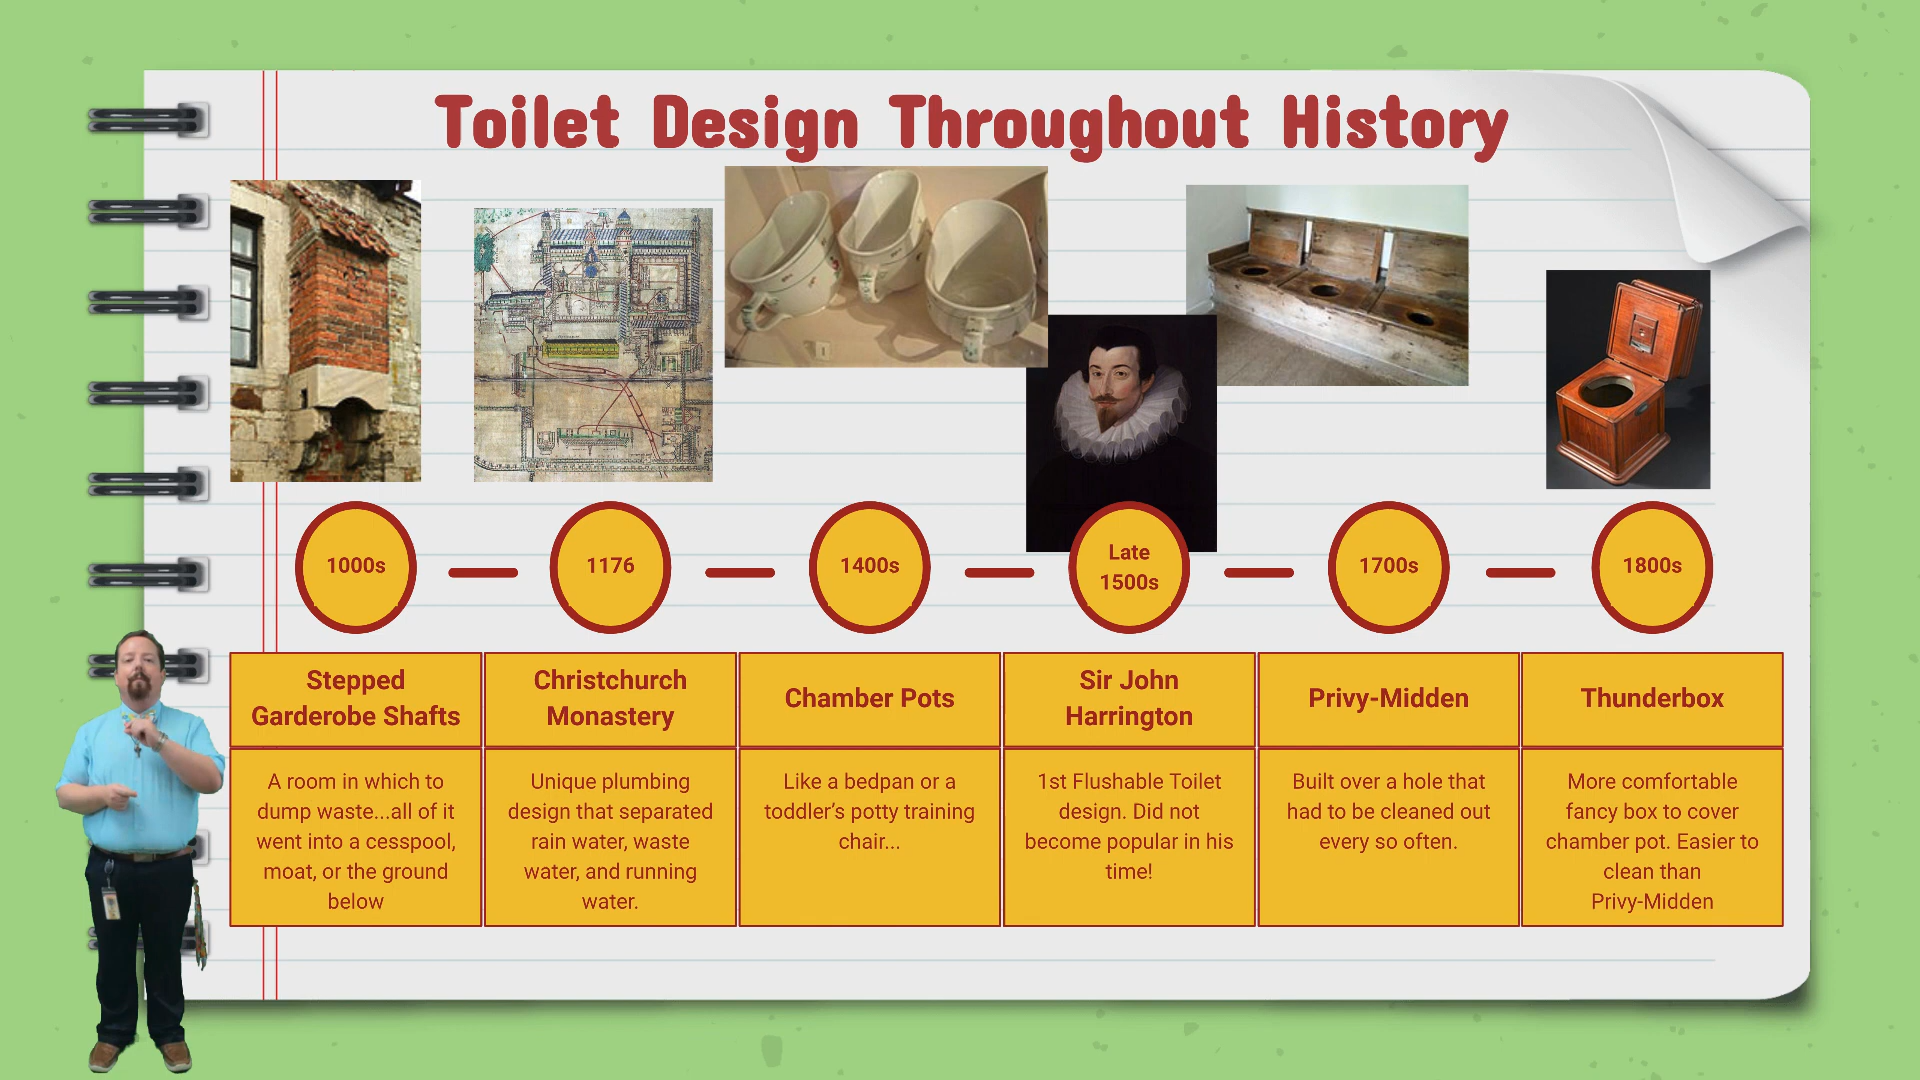 Toilet Design Throughout History
1000s
1176
1400s
Late
1500s
1700s
1800s
Stepped
Garderobe Shafts
Christchurch
Monastery
Chamber Pots
Sir John
Harrington
Privy-Midden
Thunderbox
A room in which to
dump waste...all of it
went into a cesspool,
moat, or the ground
below
Unique plumbing
design that separated
rain water, waste
water, and running
water.
Like a bedpan or a
toddler's potty training
chair...
1st Flushable Toilet
design. Did not
become popular in his
time!
Built over a hole that
had to be cleaned out
every so often.
More comfortable
fancy box to cover
chamber pot. Easier to
clean than
Privy-Midden